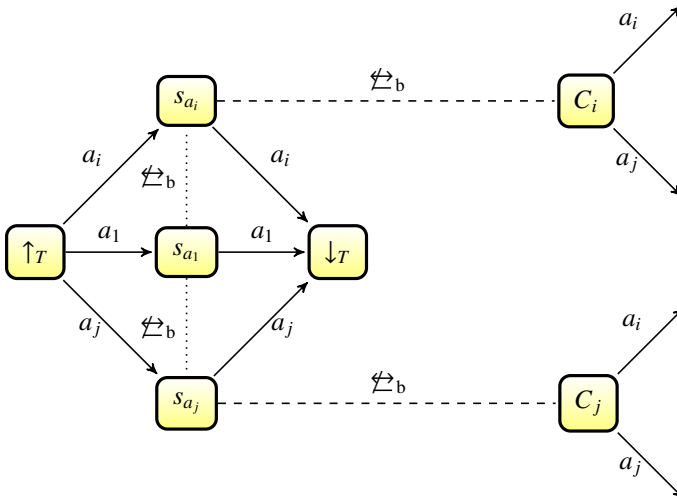 a_i
s_{a_i} ↮_b C_i
a_i a_i
↮_b a_j
↑_T a_1 s_{a_1} a_1 ↓_T
a_j ↮_b a_j a_i
↮_b
s_{a_j} C_j
a_j